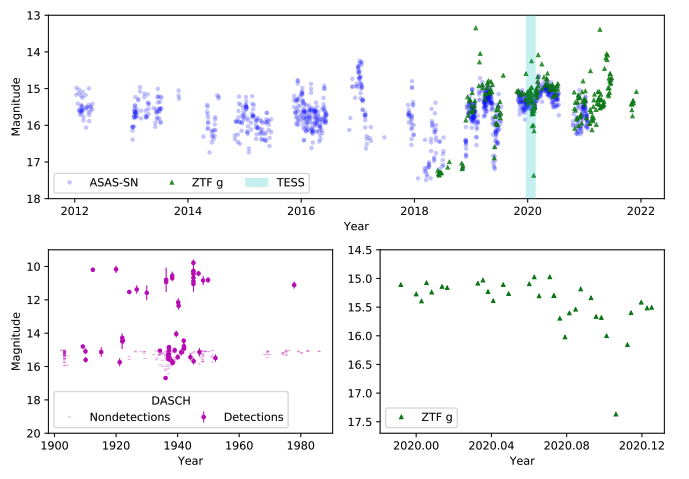 13
14
15
16
17
18
Magnitude
ASAS-SN
ZTF g
TESS
2012
2014
2016
2018
2020
2022
Year
10
12
14
16
18
20
Magnitude
DASCH
Nondetections
Detections
1900
1920
1940
1960
1980
Year
14.5
15.0
15.5
16.0
16.5
17.0
17.5
ZTF g
2020.00
2020.04
2020.08
2020.12
Year